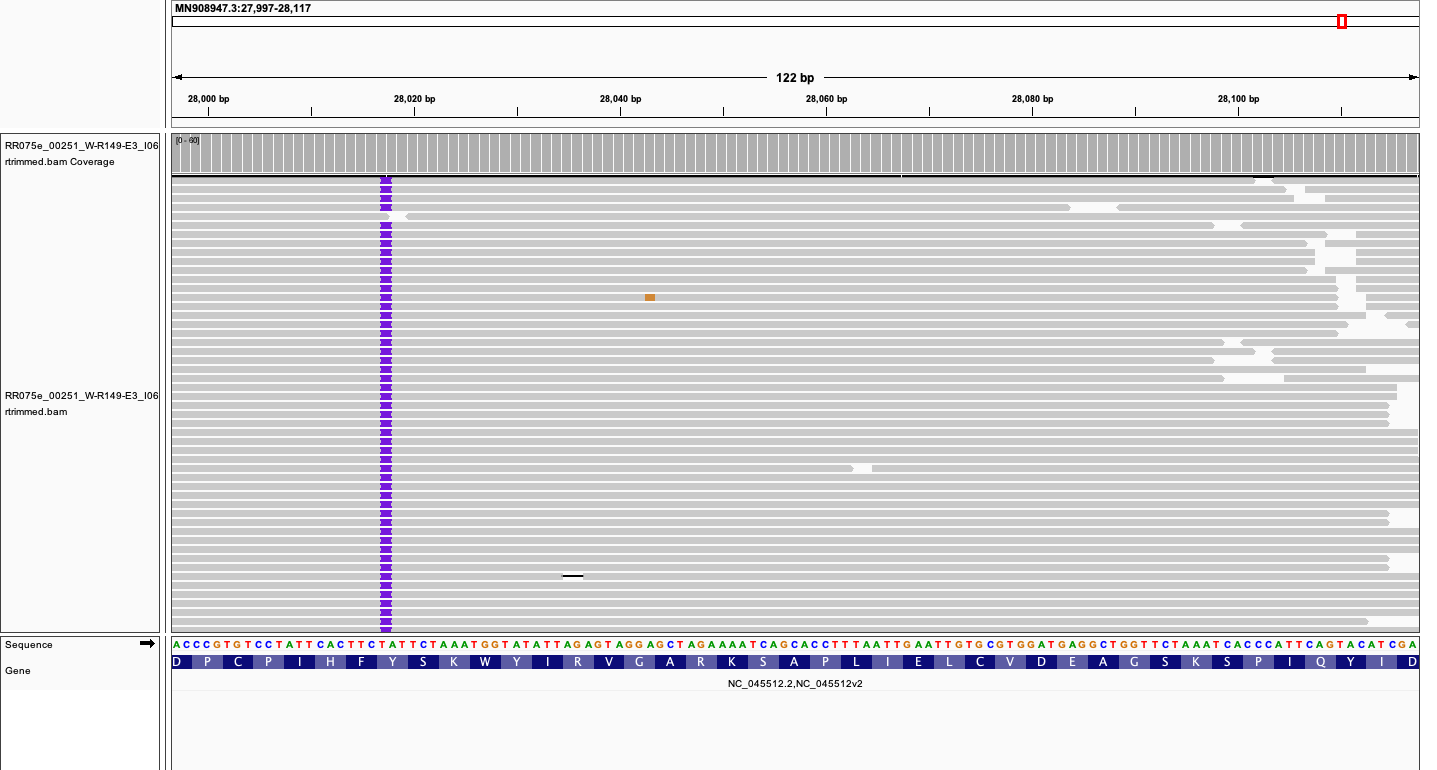 MN908947.3:27,997-28,117
122 bp
28,000 bp 28,020 bp 28,040 bp 28,060 bp 28,080 bp 28,100 bp
RR075e_00251_W-R149-E3_I06
rtrimmed.bam Coverage
[0 - 60]
RR075e_00251_W-R149-E3_I06
rtrimmed.bam
Sequence
ACCCGTGTCCTATTCACTTCTATTCTAAATGGTATATTAGAGTAGGAGCTAGAAAATCAGCACCTTTAATTGAATTGTGCGTGGATGAGGCTGGTTCTAAATCACCCATTCAGTACATCGA
Gene
D P C P I H F Y S K W Y I R V G A R K S A P L I E L C V D E A G S K S P I Q Y I D
NC_045512.2,NC_045512v2